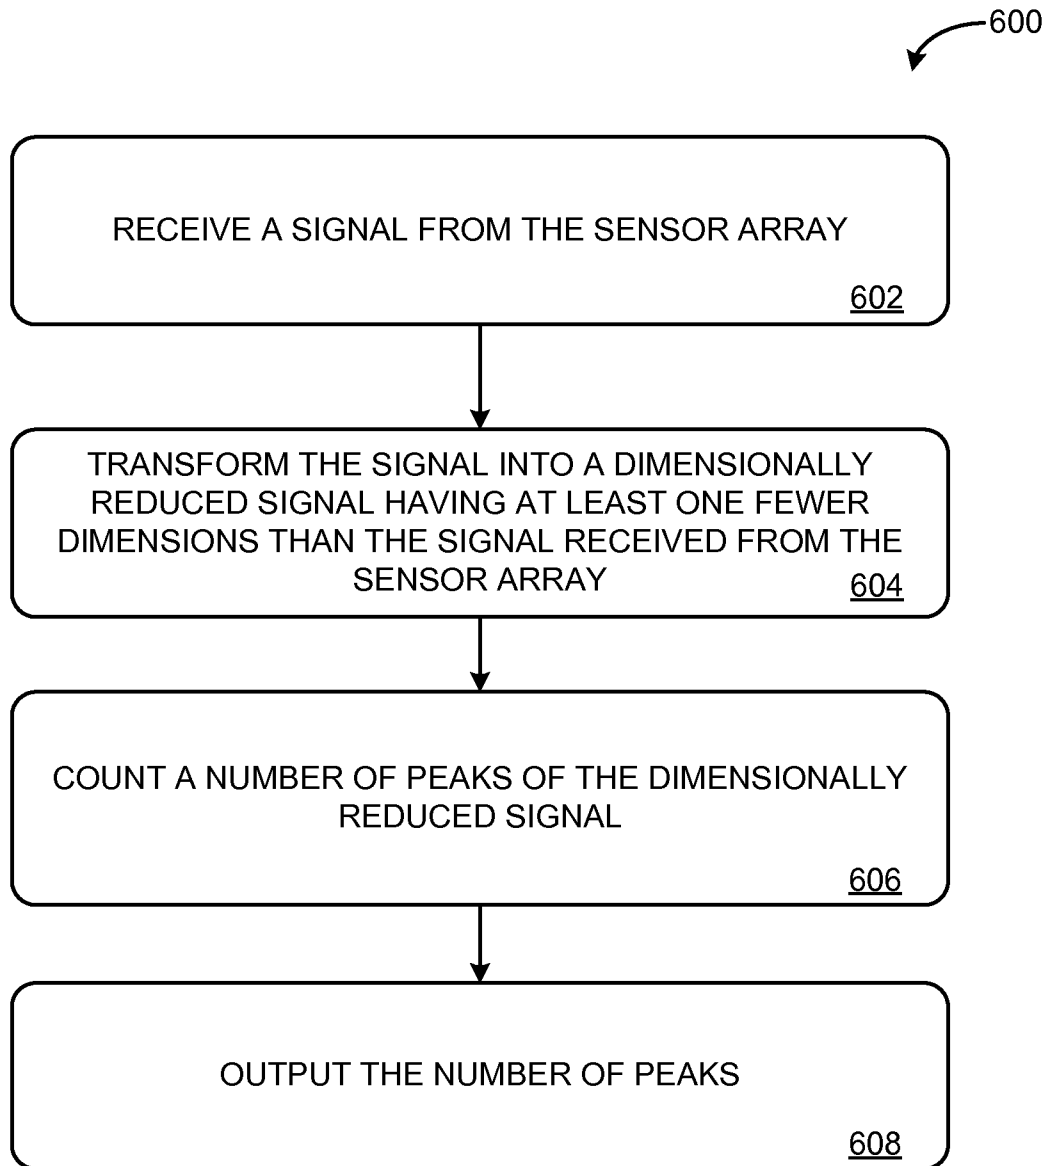 600
RECEIVE A SIGNAL FROM THE SENSOR ARRAY
602
TRANSFORM THE SIGNAL INTO A DIMENSIONALLY
REDUCED SIGNAL HAVING AT LEAST ONE FEWER
DIMENSIONS THAN THE SIGNAL RECEIVED FROM THE
SENSOR ARRAY
604
COUNT A NUMBER OF PEAKS OF THE DIMENSIONALLY
REDUCED SIGNAL
606
OUTPUT THE NUMBER OF PEAKS
608